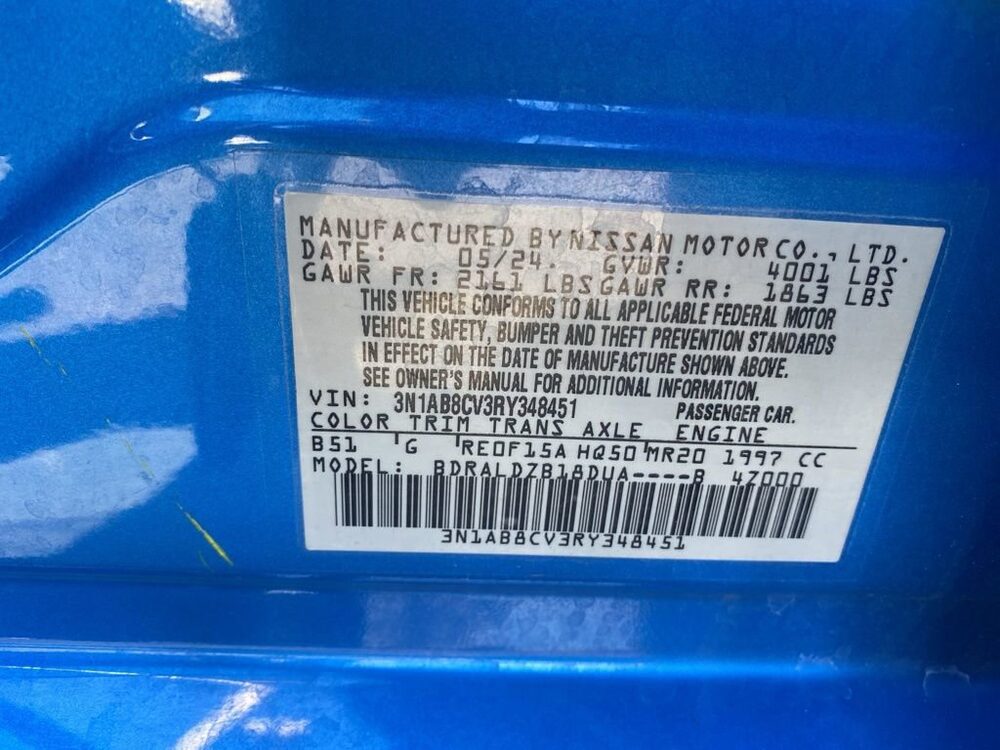 MANUFACTURED BY NISSAN MOTOR CO., LTD.
DATE: 05/24. GVWR: 4001 LBS
GAWR FR: 2161 LBS GAWR RR: 1863 LBS
THIS VEHICLE CONFORMS TO ALL APPLICABLE FEDERAL MOTOR
VEHICLE SAFETY, BUMPER AND THEFT PREVENTION STANDARDS
IN EFFECT ON THE DATE OF MANUFACTURE SHOWN ABOVE.
SEE OWNER'S MANUAL FOR ADDITIONAL INFORMATION.
VIN: 3N1AB8CV3RY348451 PASSENGER CAR.
COLOR TRIM TRANS AXLE ENGINE
B51 G RE0F15A HQ50 MR20 1997 CC
MODEL: BDRALDZB18DUA----B 4Z000
3N1AB8CV3RY348451